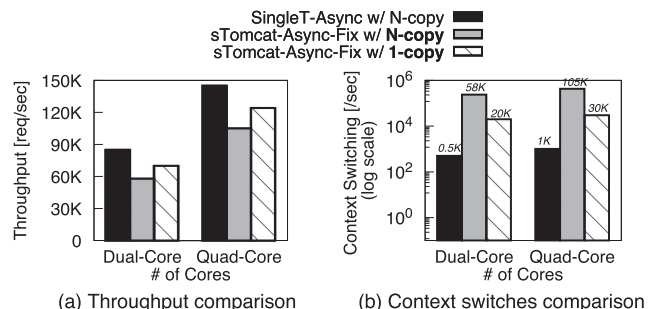 SingleT-Async w/ N-copy
sTomcat-Async-Fix w/ N-copy
sTomcat-Async-Fix w/ 1-copy
Throughput [req/sec]
150K
120K
90K
60K
30K
0
Dual-Core Quad-Core
# of Cores
(a) Throughput comparison
Context Switching [/sec]
(log scale)
10^6
10^4
10^2
10^0
0.5K 58K 20K 1K 105K 30K
Dual-Core Quad-Core
# of Cores
(b) Context switches comparison